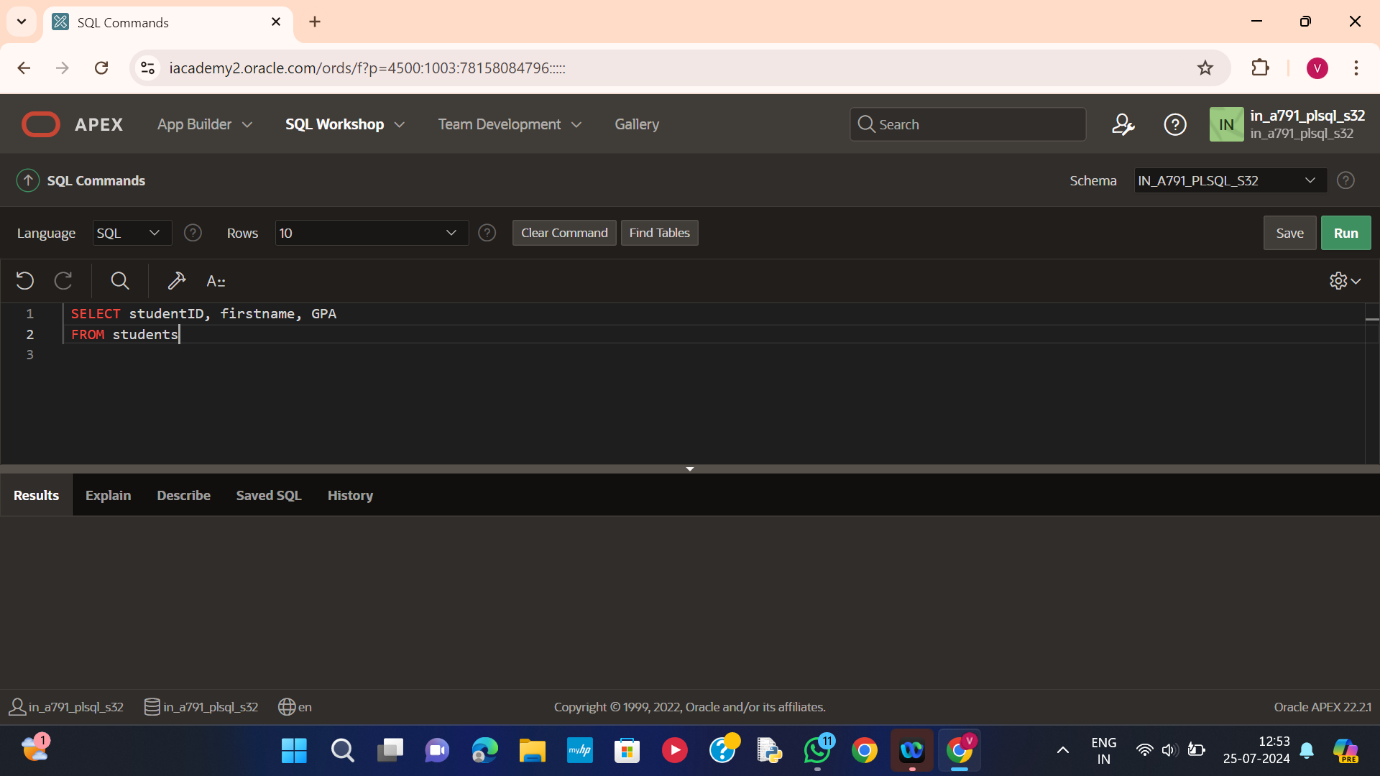 SQL Commands
iacademy2.oracle.com/ords/f?p=4500:1003:78158084796:::::
V
APEX App Builder SQL Workshop Team Development Gallery Search IN in_a791_plsql_s32
in_a791_plsql_s32
SQL Commands Schema IN_A791_PLSQL_S32
Language SQL Rows 10 Clear Command Find Tables Save Run
A::
1 SELECT studentID, firstname, GPA
2 FROM students
3
Results Explain Describe Saved SQL History
in_a791_plsql_s32 in_a791_plsql_s32 en Copyright © 1999, 2022, Oracle and/or its affiliates. Oracle APEX 22.2.1
1 myhp 11 V ENG 12:53 PRE
IN 25-07-2024